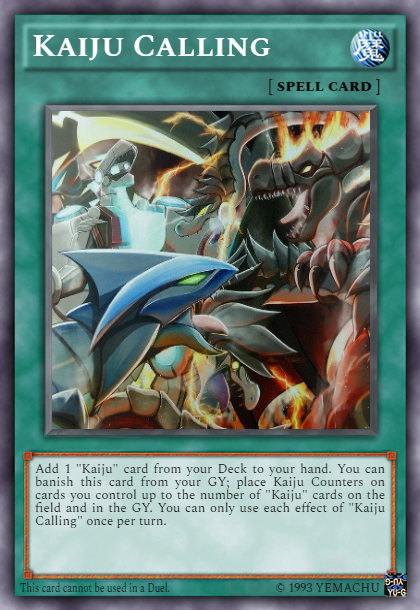 Kaiju Calling
魔
[ SPELL CARD ]
Add 1 "Kaiju" card from your Deck to your hand. You can
banish this card from your GY; place Kaiju Counters on
cards you control up to the number of "Kaiju" cards on the
field and in the GY. You can only use each effect of "Kaiju
Calling" once per turn.
This card cannot be used in a Duel.
© 1993 YEMACHU